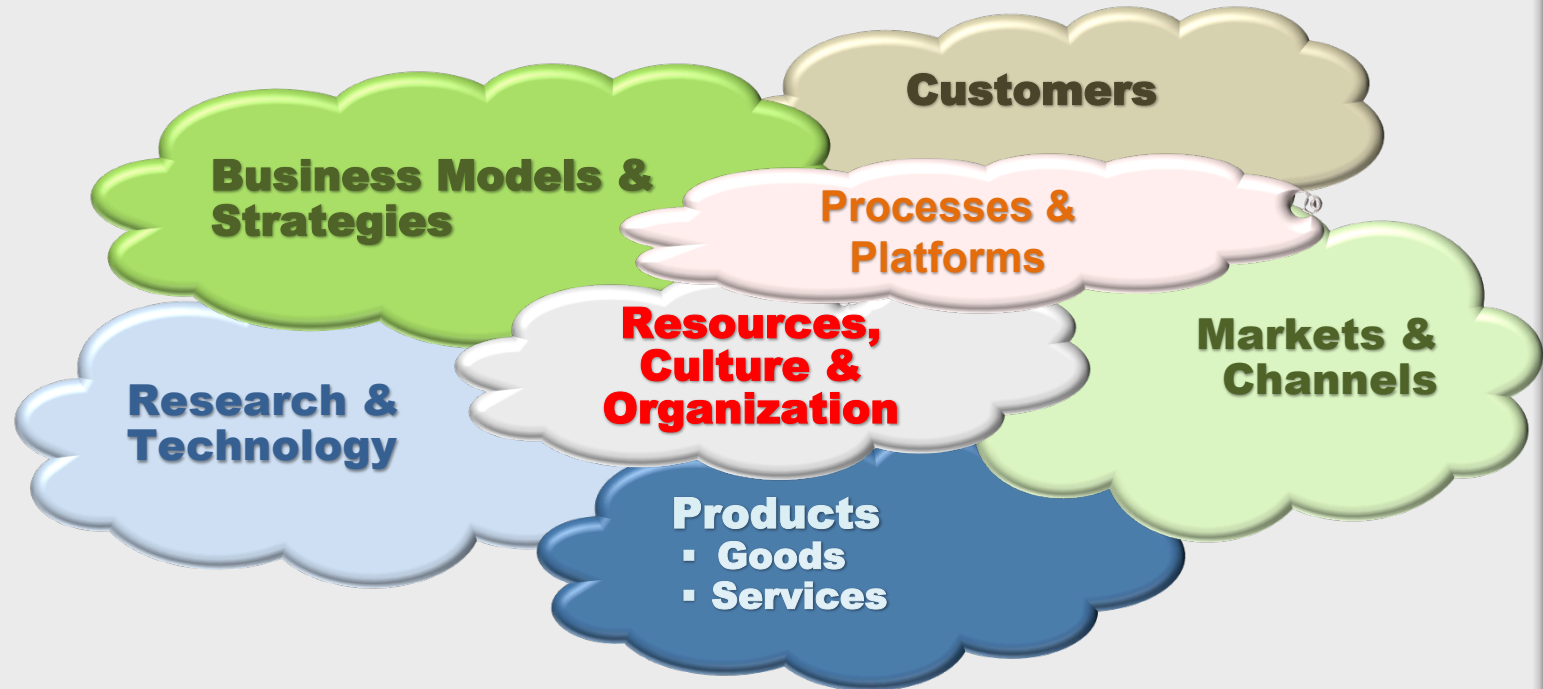 Customers
Business Models &
Strategies
Processes &
Platforms
Resources,
Culture &
Organization
Markets &
Channels
Research &
Technology
Products
▪ Goods
▪ Services